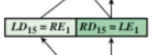 LD₁₅ = RE₁ RD₁₅ = LE₁